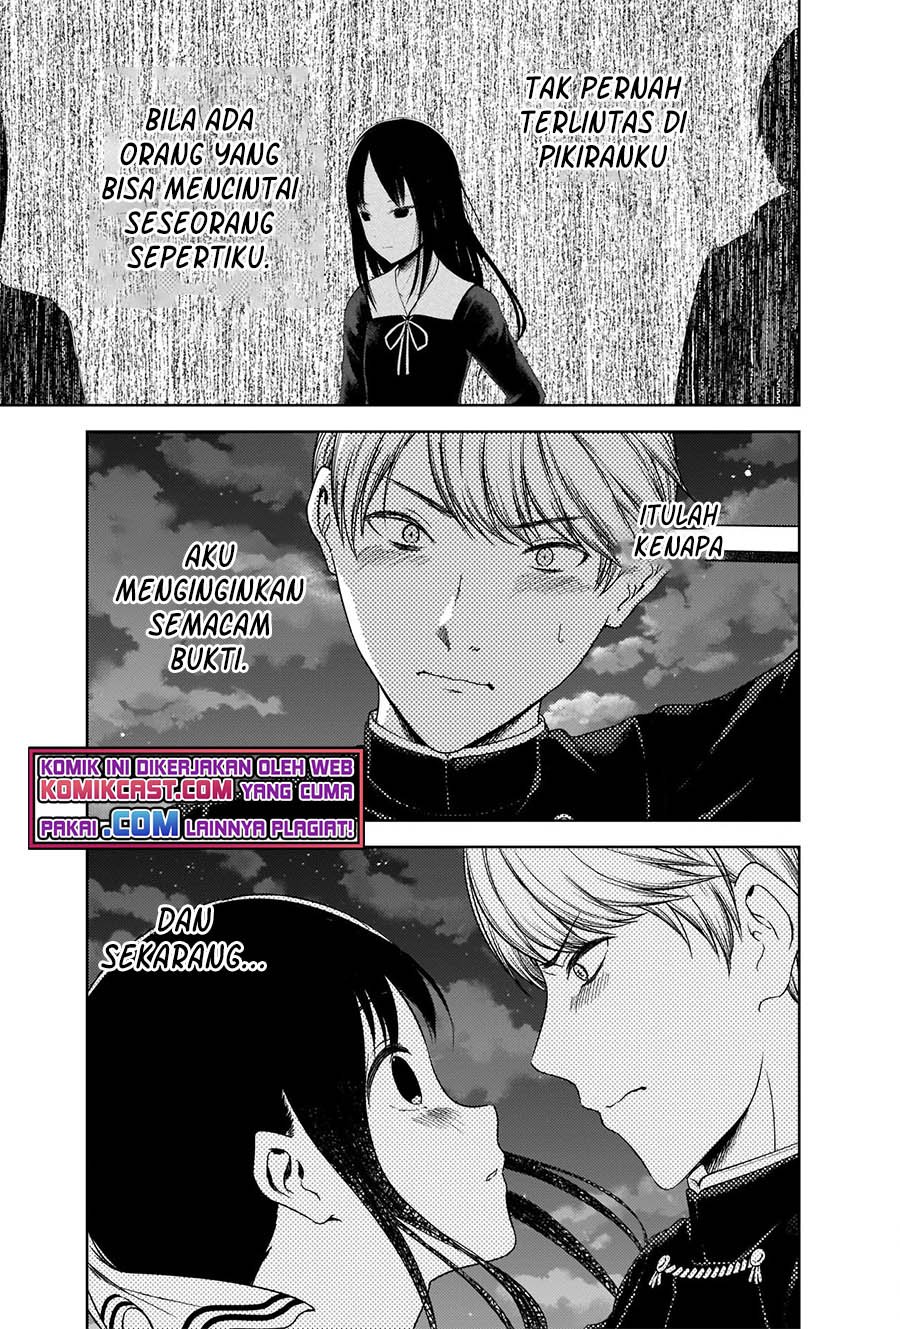 TAK PERNAH
TERLINTAS DI
PIKIRANKU
BILA ADA
ORANG YANG
BISA MENCINTAI
SESEORANG
SEPERTIKU.
ITULAH
KENAPA
AKU
MENGINGINKAN
SEMACAM
BUKTI.
KOMIK INI DIKERJAKAN OLEH WEB
KOMIKCAST.COM YANG CUMA
PAKAI .COM LAINNYA PLAGIAT!
DAN
SEKARANG...